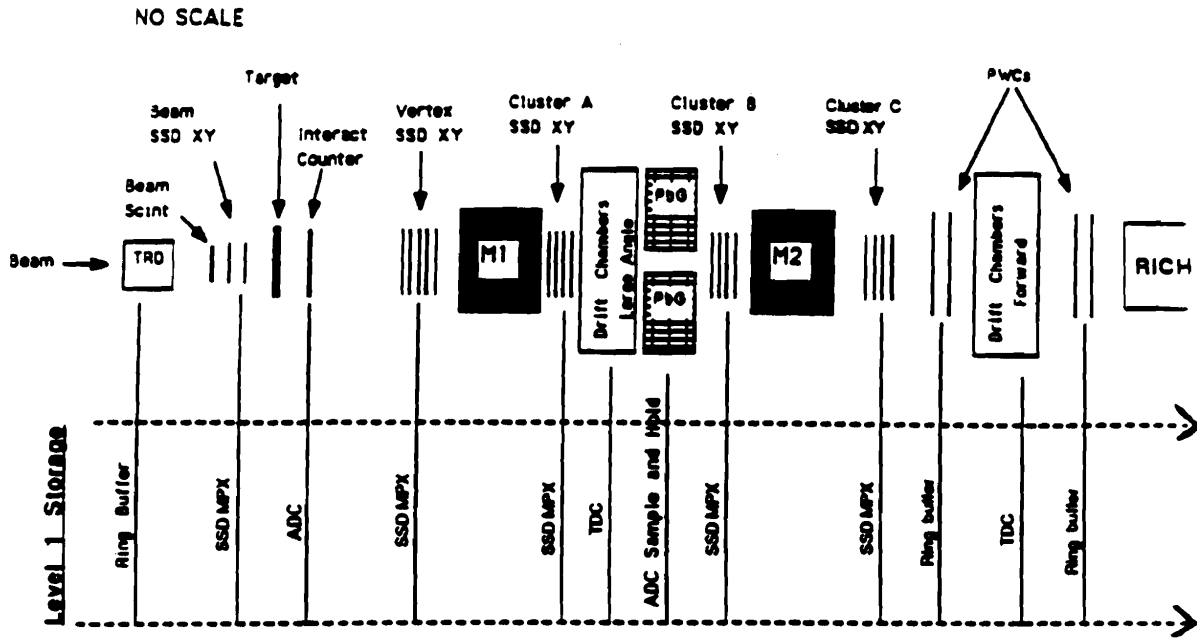 NO SCALE
Target
Beam
SSD XY
Interact
Counter
Vertex
SSD XY
Cluster A
SSD XY
Cluster B
SSD XY
Cluster C
SSD XY
PWCs
Beam
Scint
Beam
TRD
M1
Drift Chambers
Large Angle
PbG
PbG
M2
Drift Chambers
Forward
RICH
Level 1 Storage
Ring Buffer
SSD MPX
ADC
SSD MPX
SSD MPX
TDC
ADC Sample and Hold
SSD MPX
SSD MPX
Ring buffer
TDC
Ring buffer